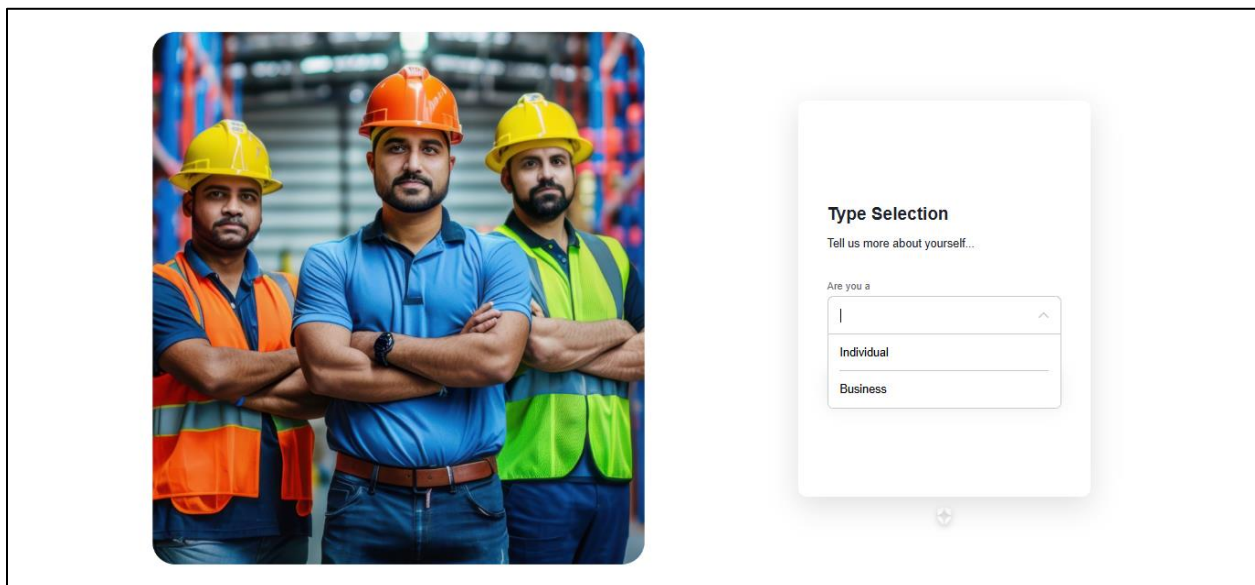 Type Selection
Tell us more about yourself...
Are you a
Individual
Business